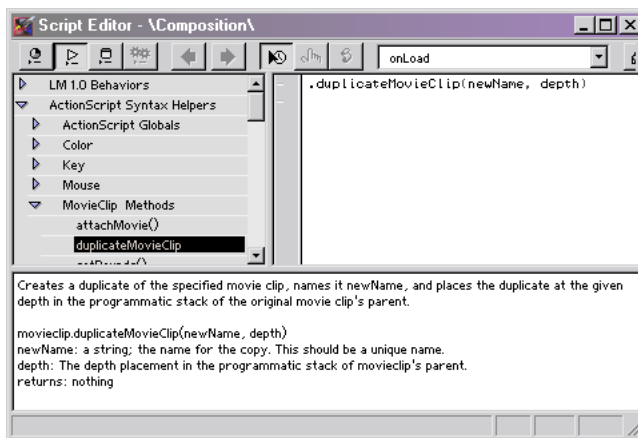 Script Editor - \Composition\
onLoad
LM 1.0 Behaviors
ActionScript Syntax Helpers
ActionScript Globals
Color
Key
Mouse
MovieClip Methods
attachMovie()
duplicateMovieClip
.duplicateMovieClip(newName, depth)
Creates a duplicate of the specified movie clip, names it newName, and places the duplicate at the given
depth in the programmatic stack of the original movie clip's parent.
movieclip.duplicateMovieClip(newName, depth)
newName: a string; the name for the copy. This should be a unique name.
depth: The depth placement in the programmatic stack of movieclip's parent.
returns: nothing